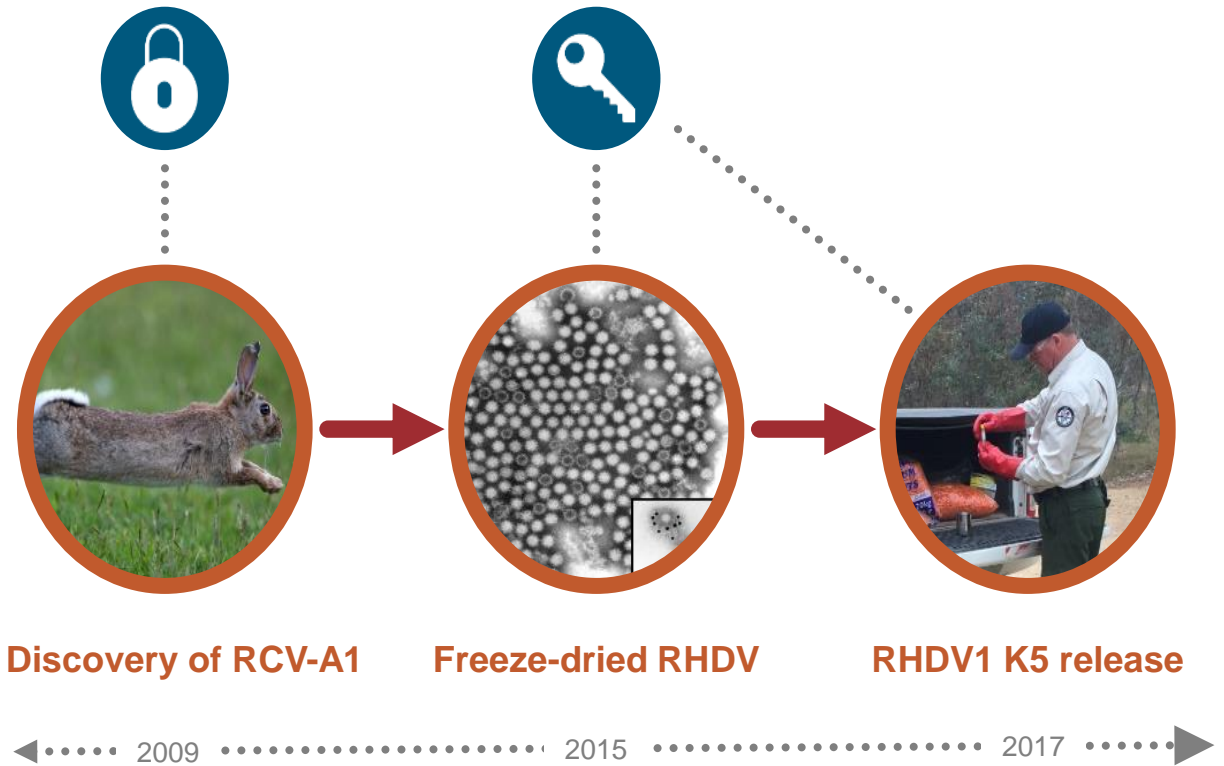 Discovery of RCV-A1
Freeze-dried RHDV
RHDV1 K5 release
2009
2015
2017